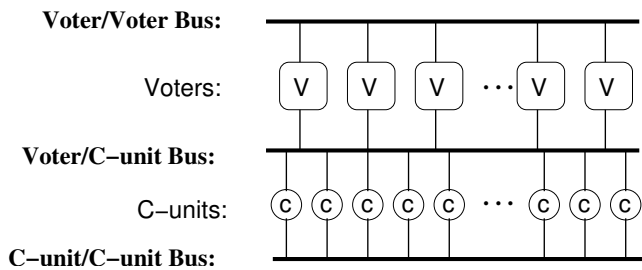 Voter/Voter Bus:
Voters: V V V ··· V V
Voter/C−unit Bus:
C−units: C C C C C ··· C C C
C−unit/C−unit Bus: